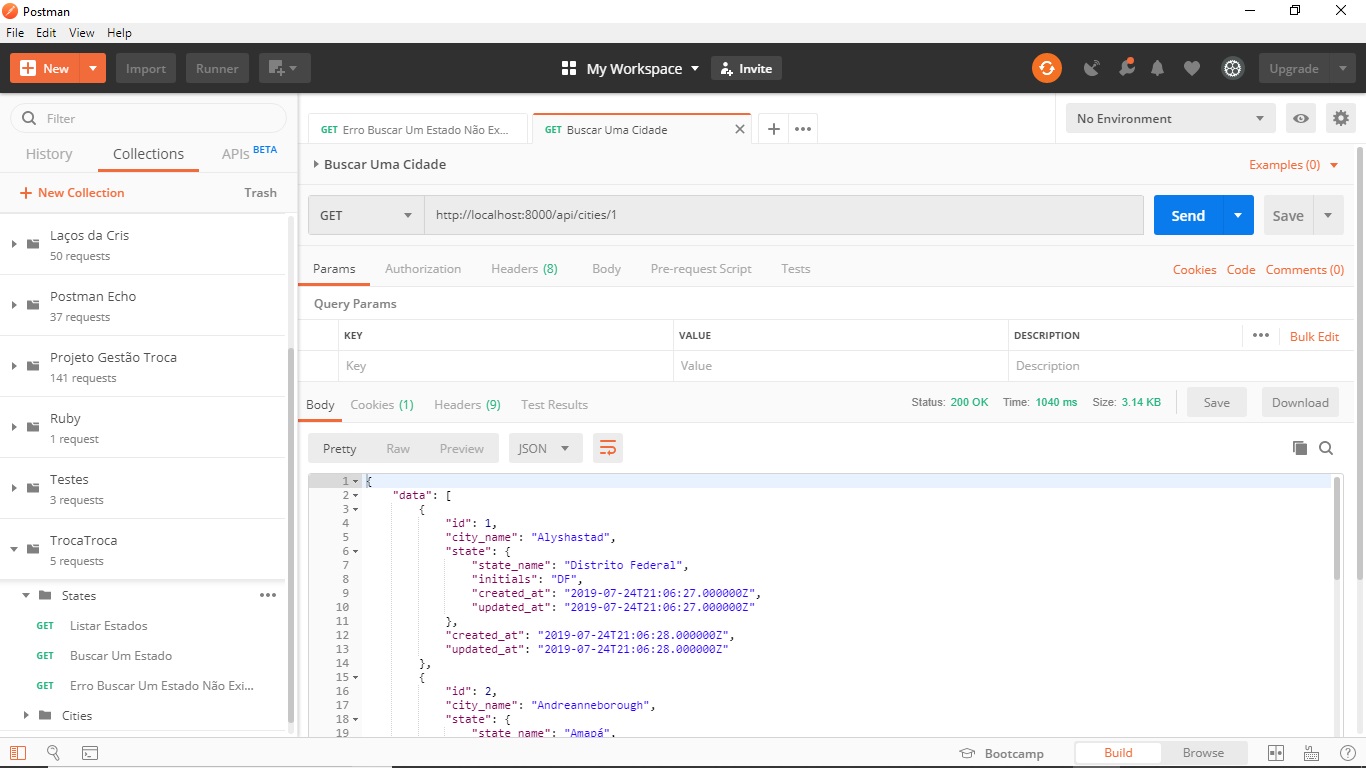 Postman
File Edit View Help
New Import Runner My Workspace Invite Upgrade
Filter
History Collections APIs BETA
+ New Collection Trash
Laços da Cris
50 requests
Postman Echo
37 requests
Projeto Gestão Troca
141 requests
Ruby
1 request
Testes
3 requests
TrocaTroca
5 requests
States
GET Listar Estados
GET Buscar Um Estado
GET Erro Buscar Um Estado Não Exi...
Cities
GET Erro Buscar Um Estado Não Ex... GET Buscar Uma Cidade
No Environment
Buscar Uma Cidade Examples (0)
GET http://localhost:8000/api/cities/1 Send Save
Params Authorization Headers (8) Body Pre-request Script Tests Cookies Code Comments (0)
Query Params
KEY VALUE DESCRIPTION Bulk Edit
Key Value Description
Body Cookies (1) Headers (9) Test Results Status: 200 OK Time: 1040 ms Size: 3.14 KB Save Download
Pretty Raw Preview JSON
1 {
2 "data": [
3 {
4 "id": 1,
5 "city_name": "Alyshastad",
6 "state": {
7 "state_name": "Distrito Federal",
8 "initials": "DF",
9 "created_at": "2019-07-24T21:06:27.000000Z",
10 "updated_at": "2019-07-24T21:06:27.000000Z"
11 },
12 "created_at": "2019-07-24T21:06:28.000000Z",
13 "updated_at": "2019-07-24T21:06:28.000000Z"
14 },
15 {
16 "id": 2,
17 "city_name": "Andreanneborough",
18 "state": {
19 "state_name": "Amapá",
Bootcamp Build Browse